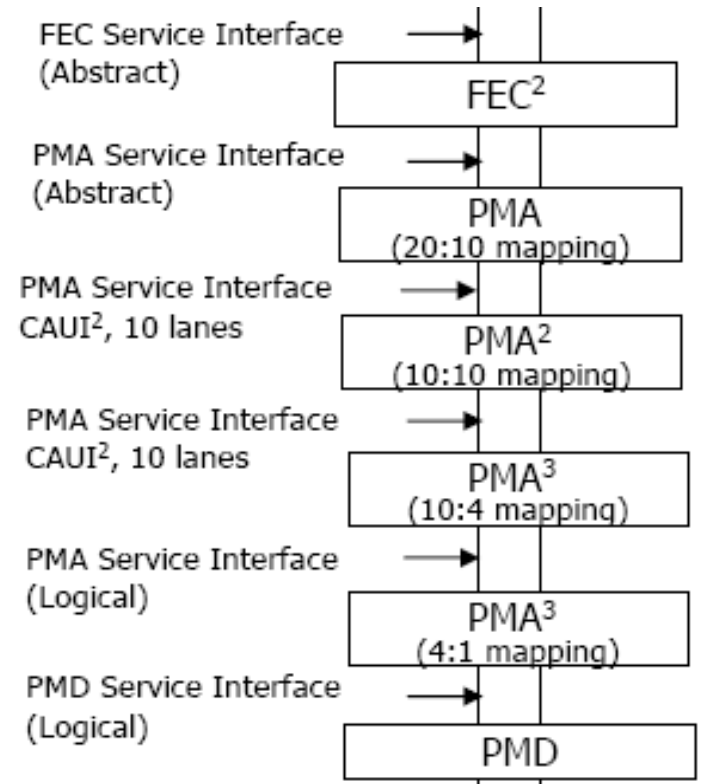 FEC Service Interface
(Abstract)
FEC²
PMA Service Interface
(Abstract)
PMA
(20:10 mapping)
PMA Service Interface
CAUI², 10 lanes
PMA²
(10:10 mapping)
PMA Service Interface
CAUI², 10 lanes
PMA³
(10:4 mapping)
PMA Service Interface
(Logical)
PMA³
(4:1 mapping)
PMD Service Interface
(Logical)
PMD